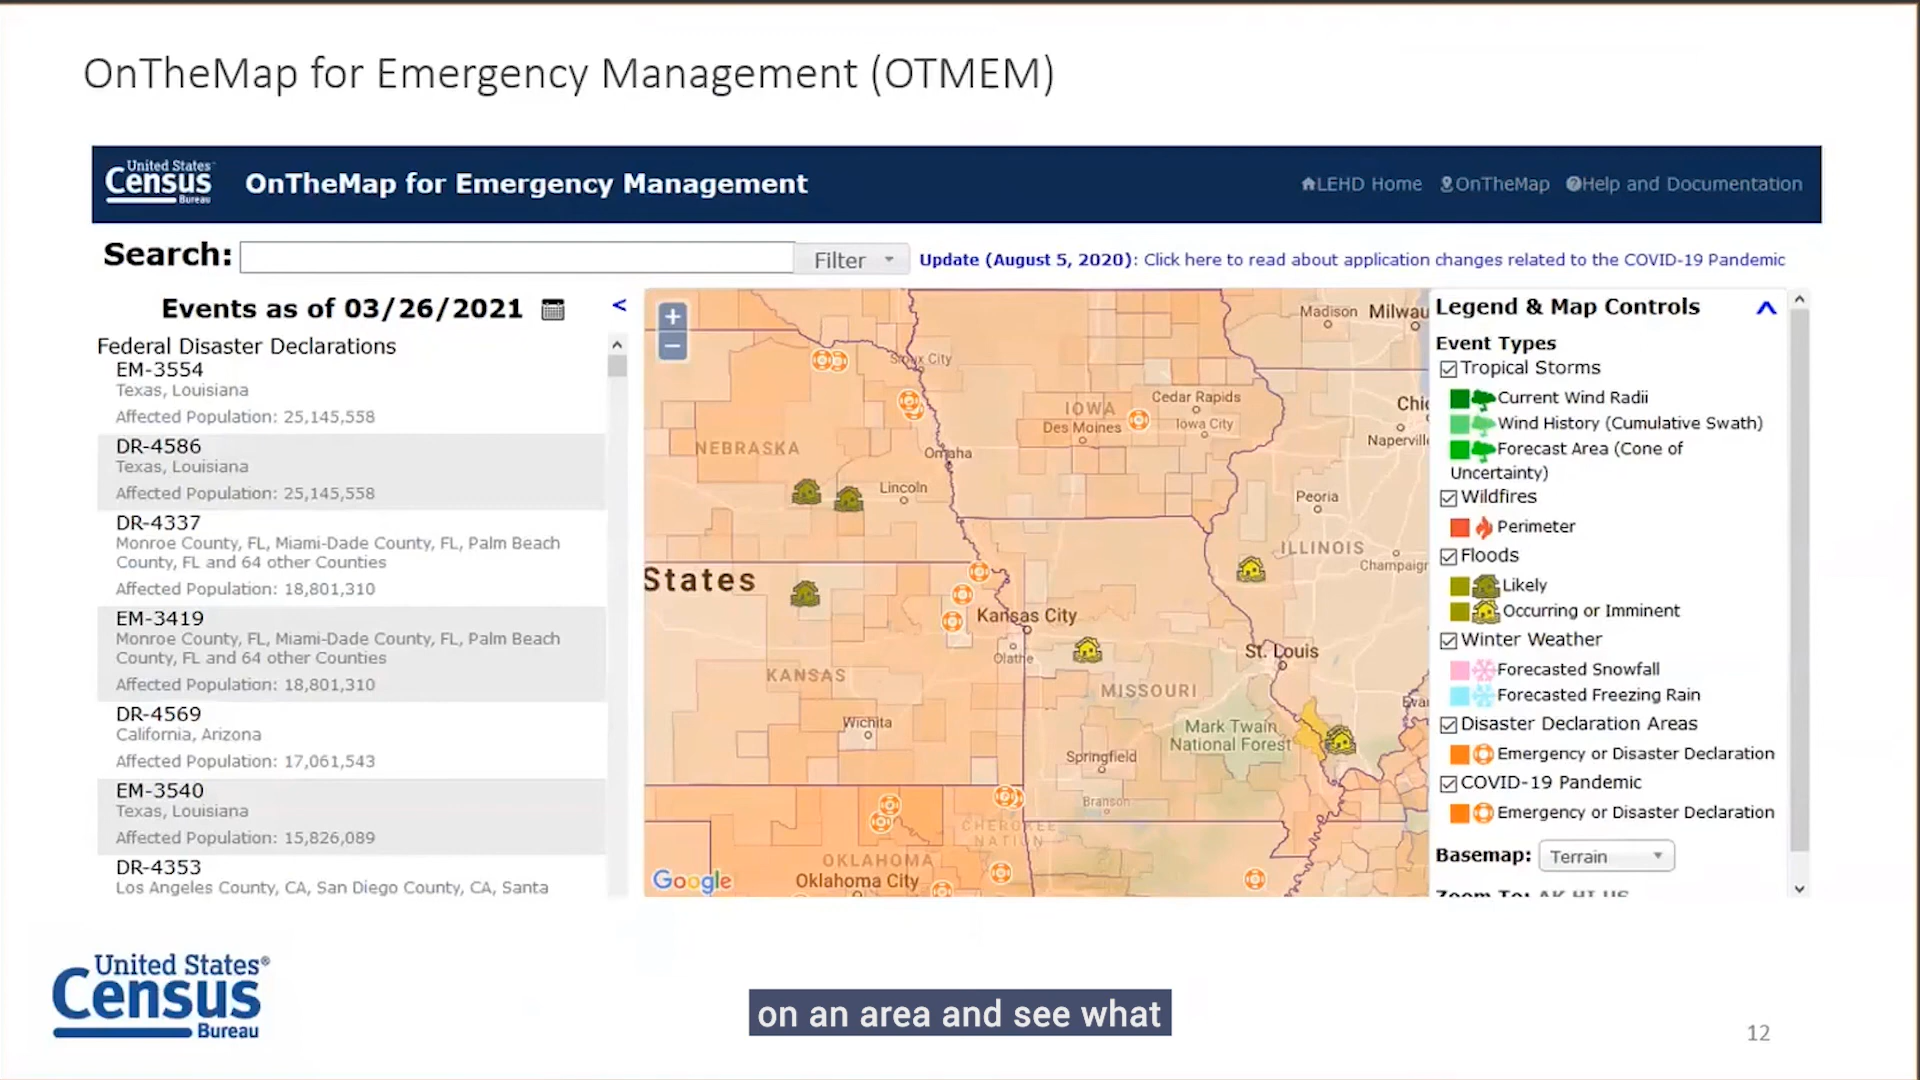 OnTheMap for Emergency Management (OTMEM)
United States
Census
Bureau
OnTheMap for Emergency Management
LEHD Home OnTheMap Help and Documentation
Search:
Filter
Update (August 5, 2020): Click here to read about application changes related to the COVID-19 Pandemic
Events as of 03/26/2021
<
Federal Disaster Declarations
EM-3554
Texas, Louisiana
Affected Population: 25,145,558
DR-4586
Texas, Louisiana
Affected Population: 25,145,558
DR-4337
Monroe County, FL, Miami-Dade County, FL, Palm Beach
County, FL and 64 other Counties
Affected Population: 18,801,310
EM-3419
Monroe County, FL, Miami-Dade County, FL, Palm Beach
County, FL and 64 other Counties
Affected Population: 18,801,310
DR-4569
California, Arizona
Affected Population: 17,061,543
EM-3540
Texas, Louisiana
Affected Population: 15,826,089
DR-4353
Los Angeles County, CA, San Diego County, CA, Santa
+
−
Madison
Milwau
Sioux City
Cedar Rapids
IOWA
Des Moines
Iowa City
Chic
Naperville
NEBRASKA
Omaha
Lincoln
Peoria
ILLINOIS
Champaign
States
Kansas City
Olathe
St. Louis
KANSAS
MISSOURI
Evan
Wichita
Mark Twain
National Forest
Springfield
Branson
CHEROKEE
NATION
OKLAHOMA
Oklahoma City
Google
Legend & Map Controls
Event Types
Tropical Storms
Current Wind Radii
Wind History (Cumulative Swath)
Forecast Area (Cone of
Uncertainty)
Wildfires
Perimeter
Floods
Likely
Occurring or Imminent
Winter Weather
Forecasted Snowfall
Forecasted Freezing Rain
Disaster Declaration Areas
Emergency or Disaster Declaration
COVID-19 Pandemic
Emergency or Disaster Declaration
Basemap: Terrain
Zoom To: AK HI US
United States®
Census
Bureau
on an area and see what
12